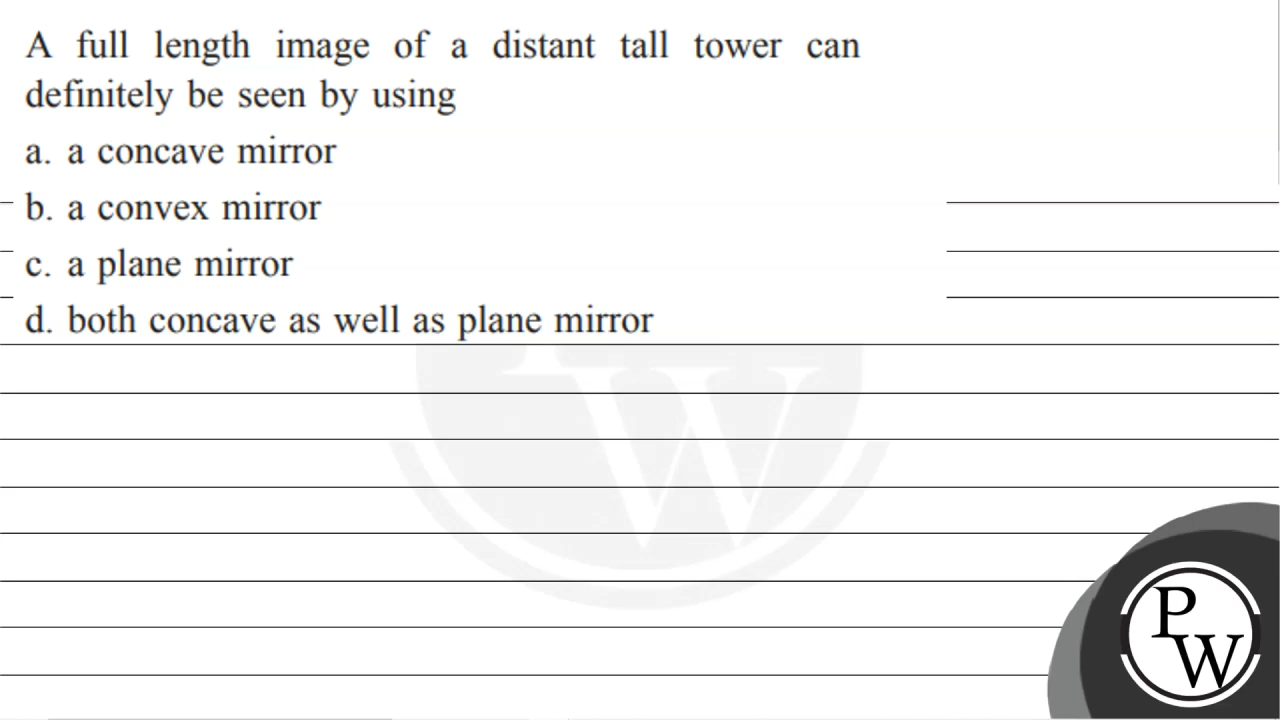 A full length image of a distant tall tower can
definitely be seen by using
a. a concave mirror
b. a convex mirror
c. a plane mirror
d. both concave as well as plane mirror
W
P
W